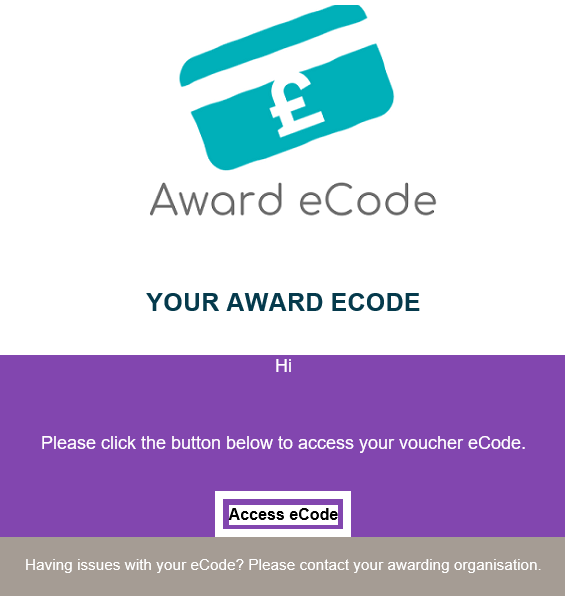 £
Award eCode
YOUR AWARD ECODE
Hi
Please click the button below to access your voucher eCode.
Access eCode
Having issues with your eCode? Please contact your awarding organisation.